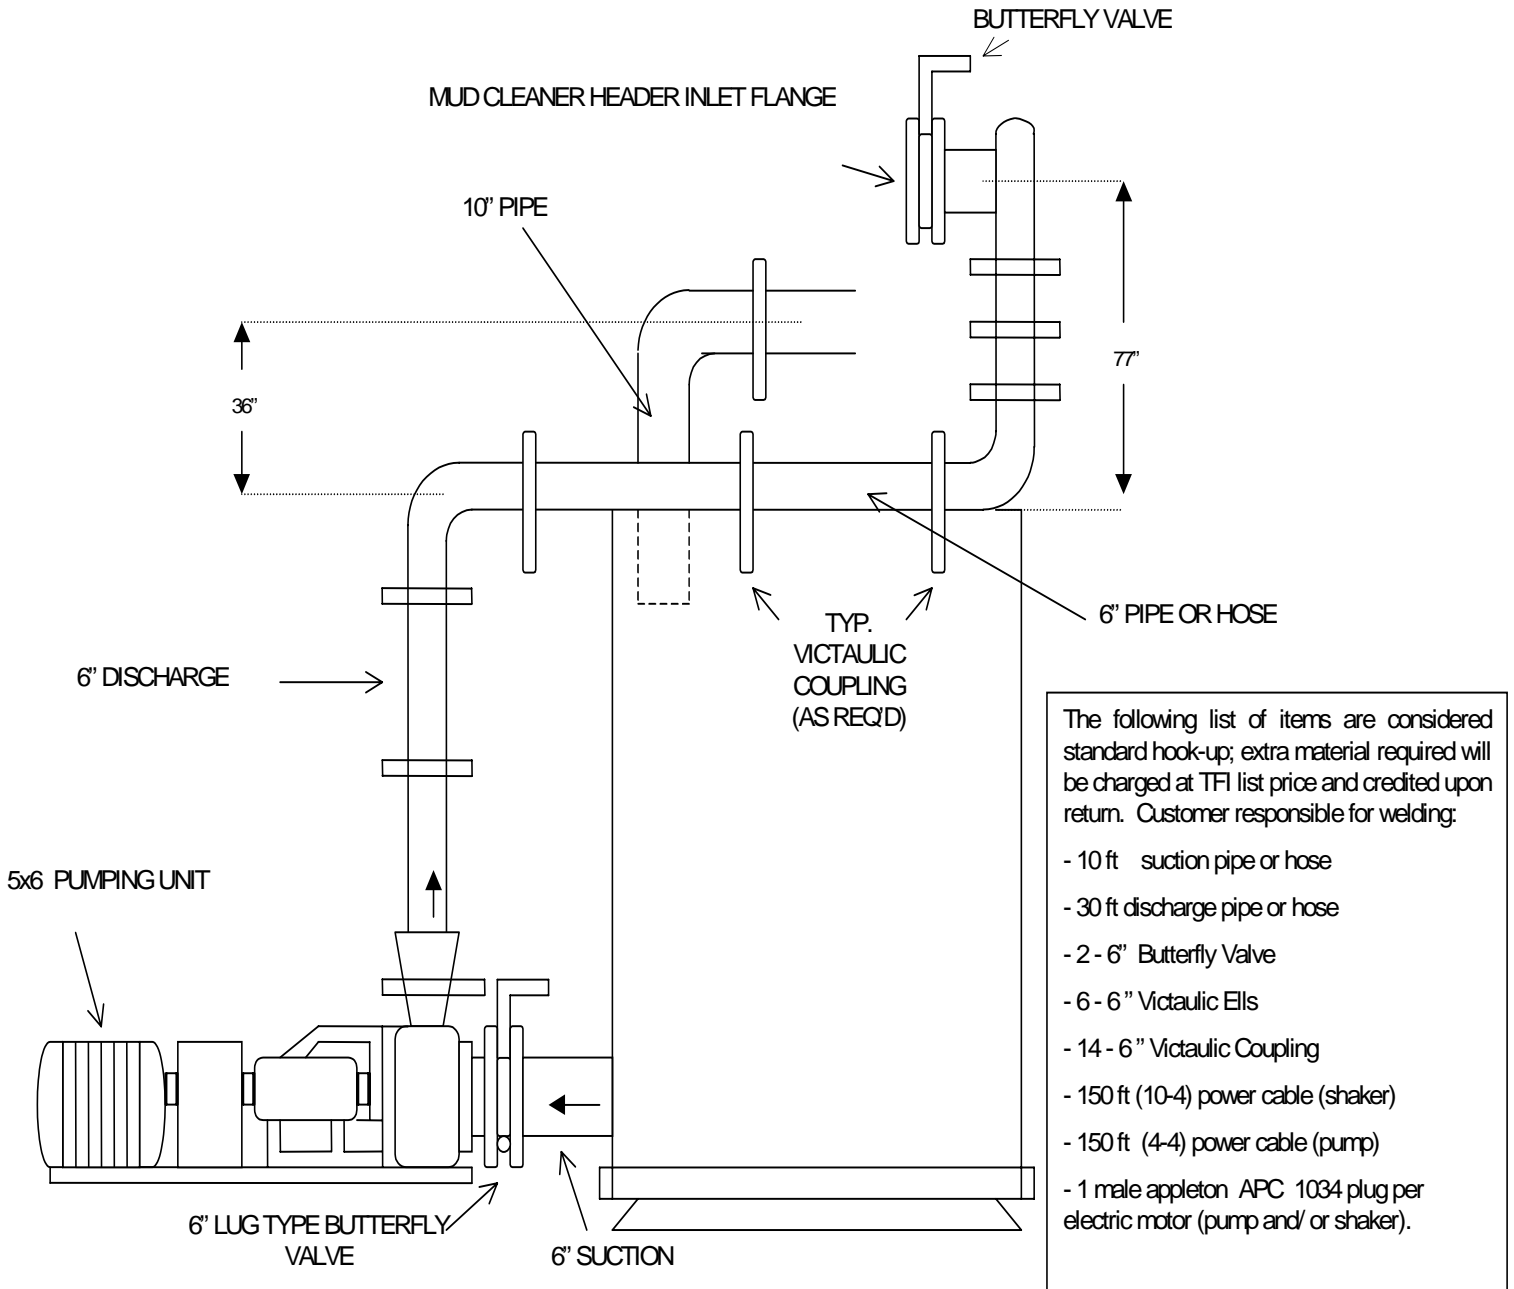 BUTTERFLY VALVE
MUD CLEANER HEADER INLET FLANGE
10” PIPE
77”
36”
6” PIPE OR HOSE
TYP.
VICTAULIC
COUPLING
(AS REQ'D)
6” DISCHARGE
5x6 PUMPING UNIT
6” LUG TYPE BUTTERFLY
VALVE
6” SUCTION
The following list of items are considered
standard hook-up; extra material required will
be charged at TFI list price and credited upon
return. Customer responsible for welding:
- 10 ft suction pipe or hose
- 30 ft discharge pipe or hose
- 2 - 6” Butterfly Valve
- 6 - 6” Victaulic Ells
- 14 - 6” Victaulic Coupling
- 150 ft (10-4) power cable (shaker)
- 150 ft (4-4) power cable (pump)
- 1 male appleton APC 1034 plug per
electric motor (pump and/ or shaker).